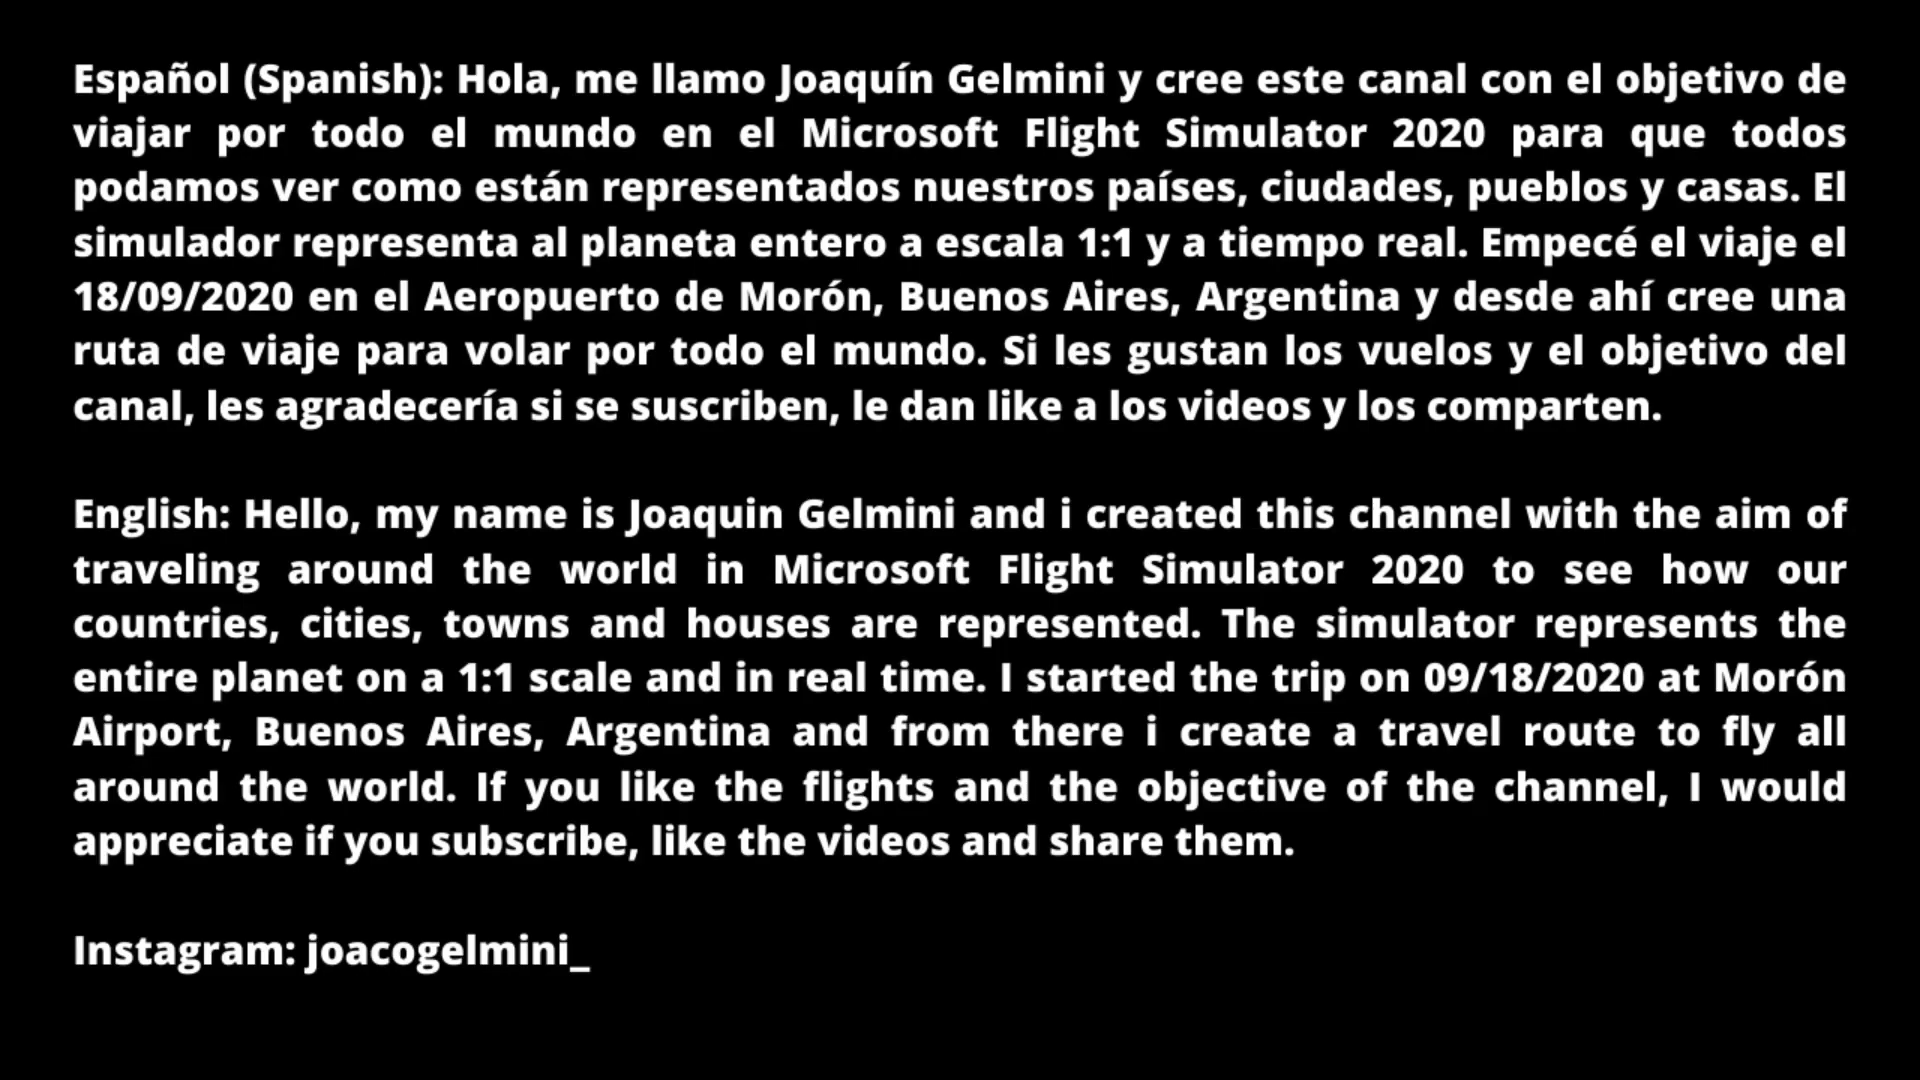 Español (Spanish): Hola, me llamo Joaquín Gelmini y cree este canal con el objetivo de
viajar por todo el mundo en el Microsoft Flight Simulator 2020 para que todos
podamos ver como están representados nuestros países, ciudades, pueblos y casas. El
simulador representa al planeta entero a escala 1:1 y a tiempo real. Empecé el viaje el
18/09/2020 en el Aeropuerto de Morón, Buenos Aires, Argentina y desde ahí cree una
ruta de viaje para volar por todo el mundo. Si les gustan los vuelos y el objetivo del
canal, les agradecería si se suscriben, le dan like a los videos y los comparten.
English: Hello, my name is Joaquin Gelmini and i created this channel with the aim of
traveling around the world in Microsoft Flight Simulator 2020 to see how our
countries, cities, towns and houses are represented. The simulator represents the
entire planet on a 1:1 scale and in real time. I started the trip on 09/18/2020 at Morón
Airport, Buenos Aires, Argentina and from there i create a travel route to fly all
around the world. If you like the flights and the objective of the channel, I would
appreciate if you subscribe, like the videos and share them.
Instagram: joacogelmini_